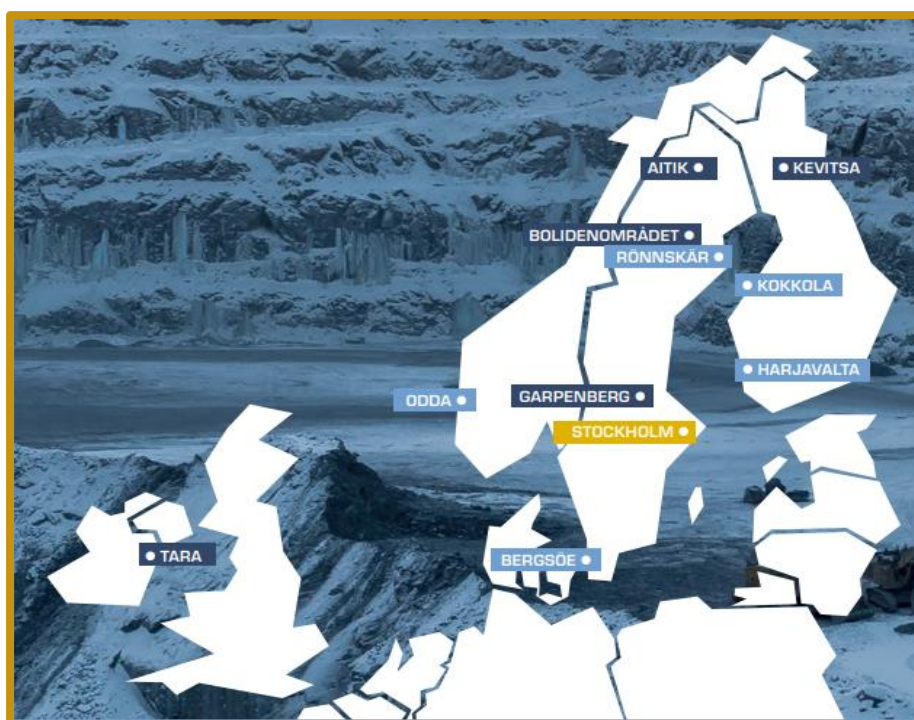 AITIK
KEVITSA
BOLIDENOMRÅDET
RÖNNSKÄR
KOKKOLA
HARJAVALTA
ODDA
GARPENBERG
STOCKHOLM
TARA
BERGSÖE